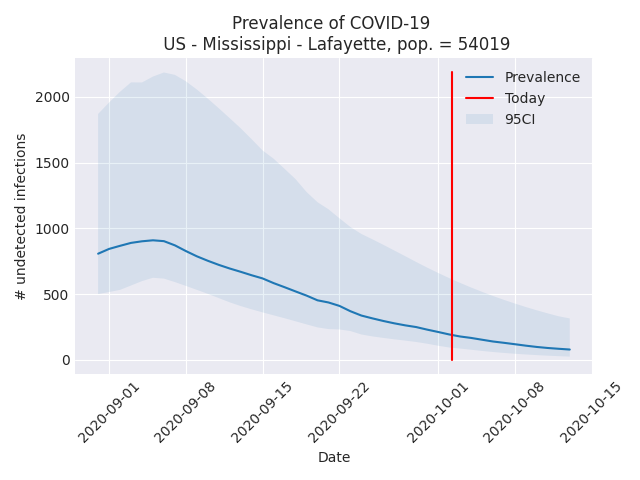 Prevalence of COVID-19
US - Mississippi - Lafayette, pop. = 54019
Prevalence
Today
95CI
# undetected infections
2000
1500
1000
500
0
2020-09-01
2020-09-08
2020-09-15
2020-09-22
2020-10-01
2020-10-08
2020-10-15
Date